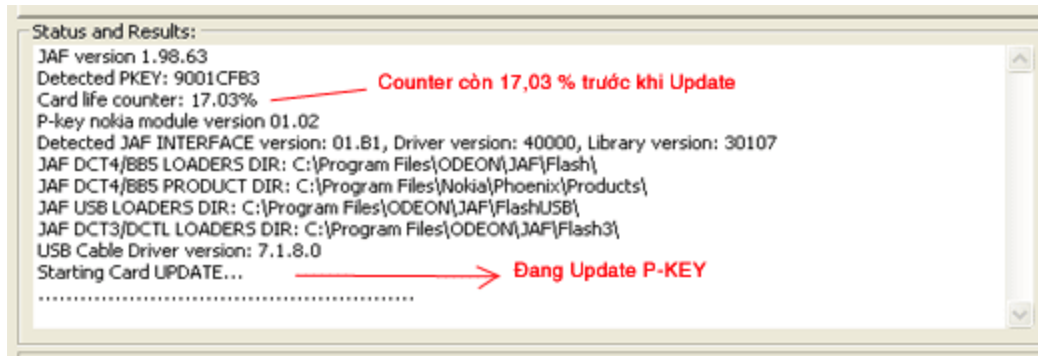 Status and Results:
JAF version 1.98.63
Detected PKEY: 9001CFB3
Counter còn 17,03 % trước khi Update
Card life counter: 17.03%
P-key nokia module version 01.02
Detected JAF INTERFACE version: 01.B1, Driver version: 40000, Library version: 30107
JAF DCT4/BB5 LOADERS DIR: C:\Program Files\ODEON\JAF\Flash\
JAF DCT4/BB5 PRODUCT DIR: C:\Program Files\Nokia\Phoenix\Products\
JAF USB LOADERS DIR: C:\Program Files\ODEON\JAF\FlashUSB\
JAF DCT3/DCTL LOADERS DIR: C:\Program Files\ODEON\JAF\Flash3\
USB Cable Driver version: 7.1.8.0
Starting Card UPDATE...
Đang Update P-KEY
......................................................